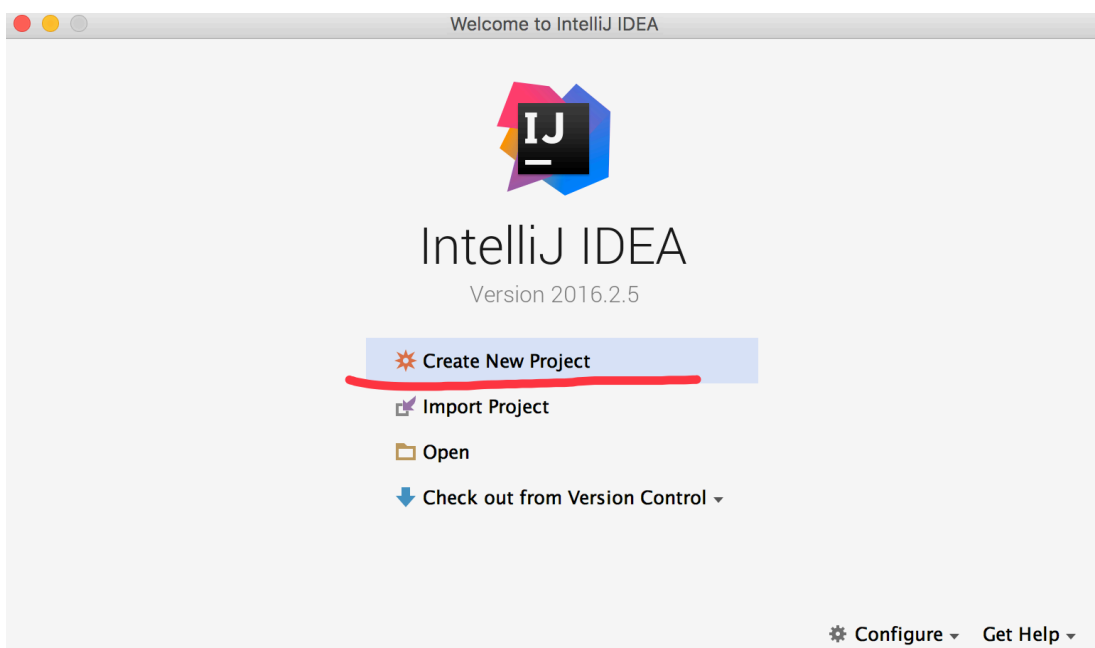 Welcome to IntelliJ IDEA
IJ
IntelliJ IDEA
Version 2016.2.5
Create New Project
Import Project
Open
Check out from Version Control
Configure
Get Help